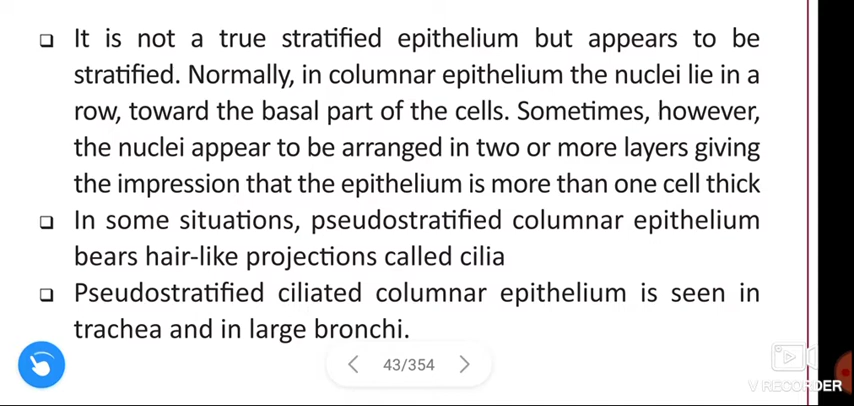 ❑ It is not a true stratified epithelium but appears to be
stratified. Normally, in columnar epithelium the nuclei lie in a
row, toward the basal part of the cells. Sometimes, however,
the nuclei appear to be arranged in two or more layers giving
the impression that the epithelium is more than one cell thick
❑ In some situations, pseudostratified columnar epithelium
bears hair-like projections called cilia
❑ Pseudostratified ciliated columnar epithelium is seen in
trachea and in large bronchi.
43/354
V RECORDER